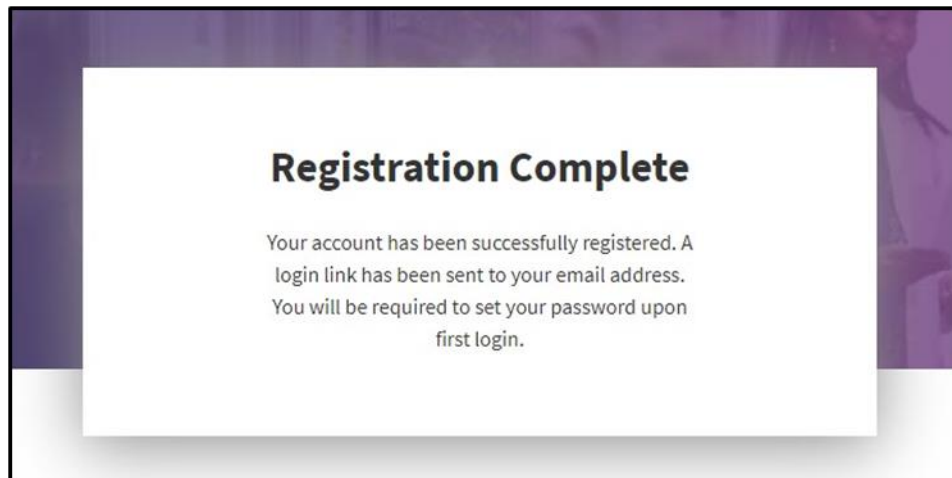 Registration Complete
Your account has been successfully registered. A
login link has been sent to your email address.
You will be required to set your password upon
first login.